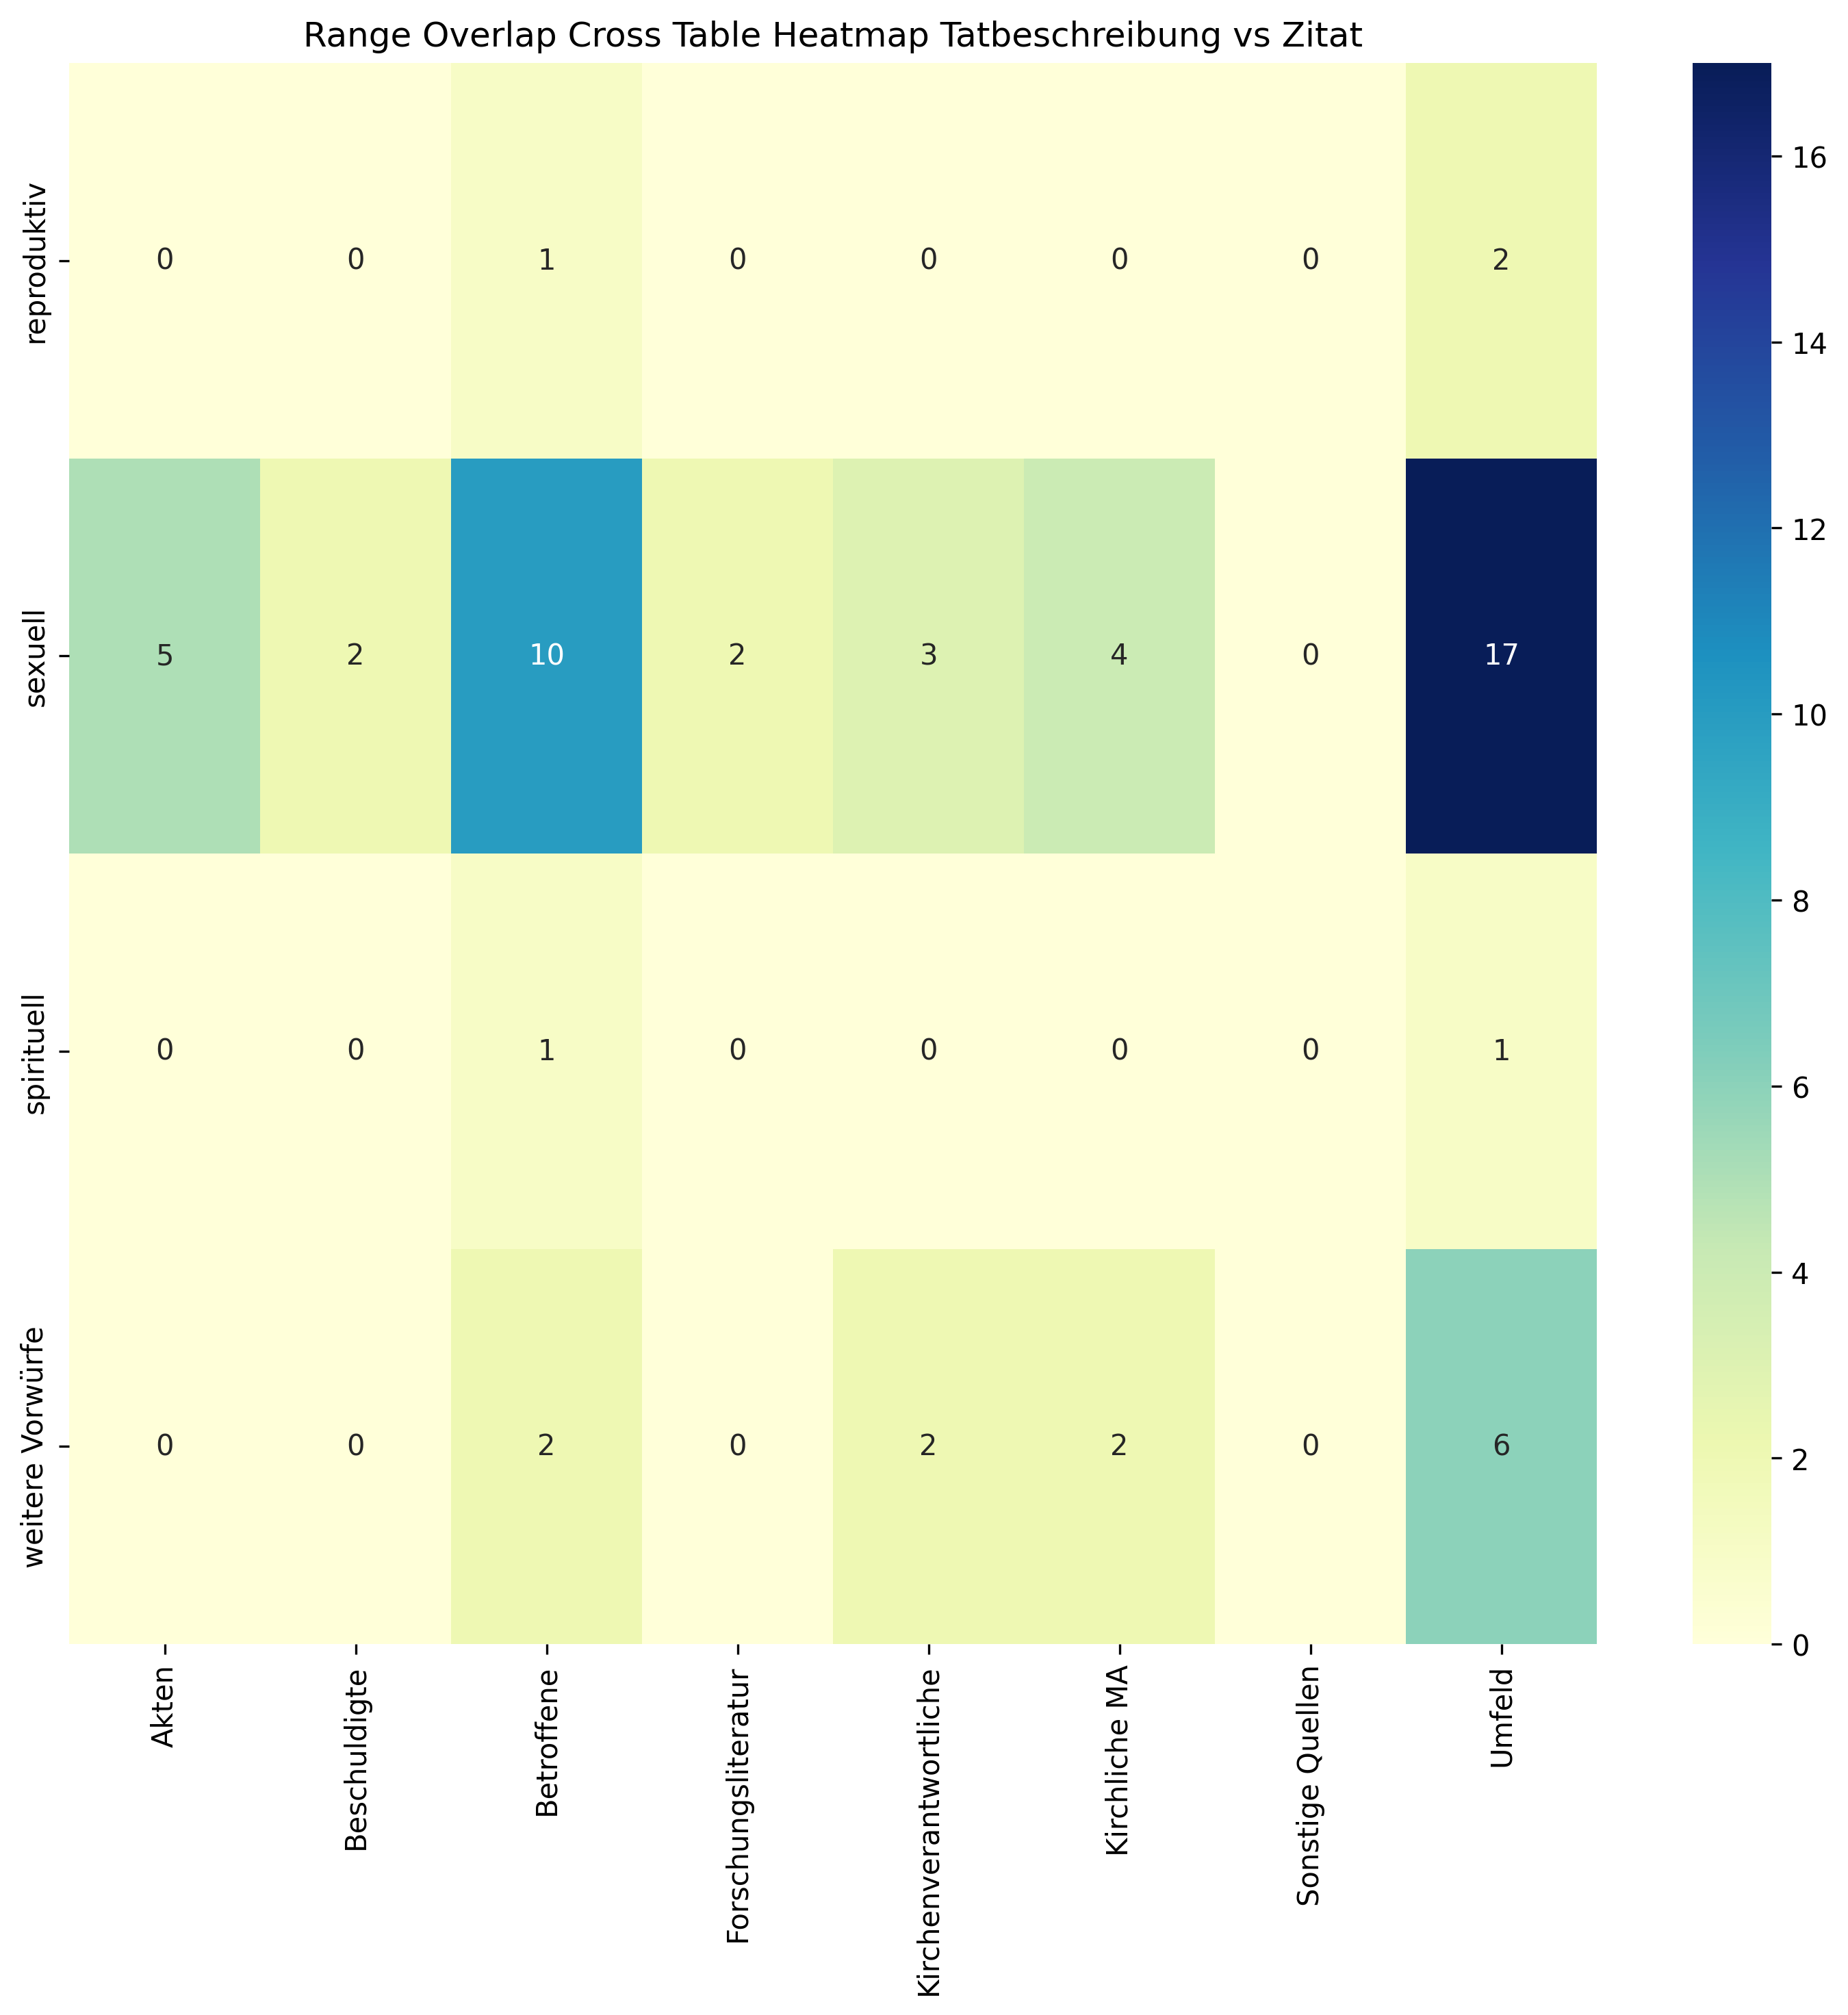 Range Overlap Cross Table Heatmap Tatbeschreibung vs Zitat
reproduktiv
0 0 1 0 0 0 0 2
sexuell
5 2 10 2 3 4 0 17
spirituell
0 0 1 0 0 0 0 1
weitere Vorwürfe
0 0 2 0 2 2 0 6
Akten
Beschuldigte
Betroffene
Forschungsliteratur
Kirchenverantwortliche
Kirchliche MA
Sonstige Quellen
Umfeld
16
14
12
10
8
6
4
2
0